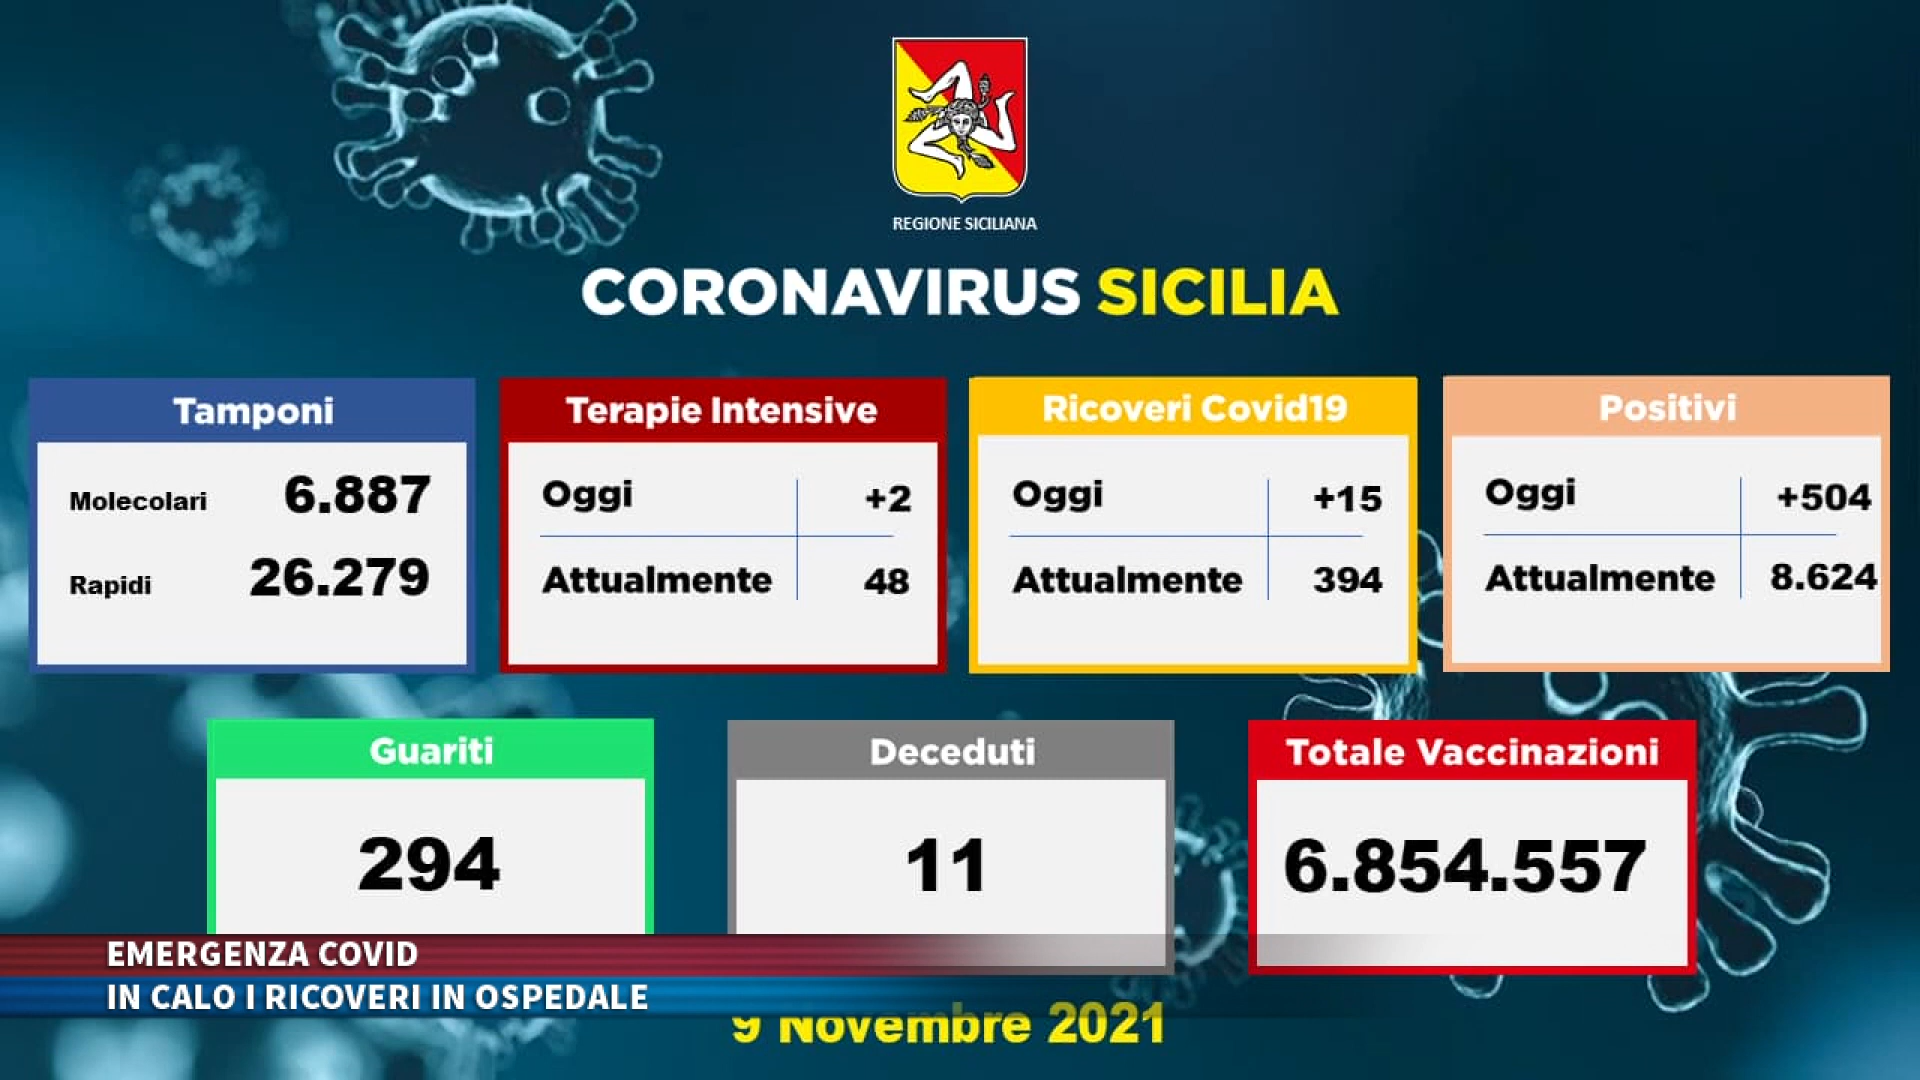 REGIONE SICILIANA
CORONAVIRUS SICILIA
Tamponi
Molecolari 6.887
Rapidi 26.279
Terapie Intensive
Oggi +2
Attualmente 48
Ricoveri Covid19
Oggi +15
Attualmente 394
Positivi
Oggi +504
Attualmente 8.624
Guariti
294
Deceduti
11
Totale Vaccinazioni
6.854.557
EMERGENZA COVID
IN CALO I RICOVERI IN OSPEDALE
9 Novembre 2021